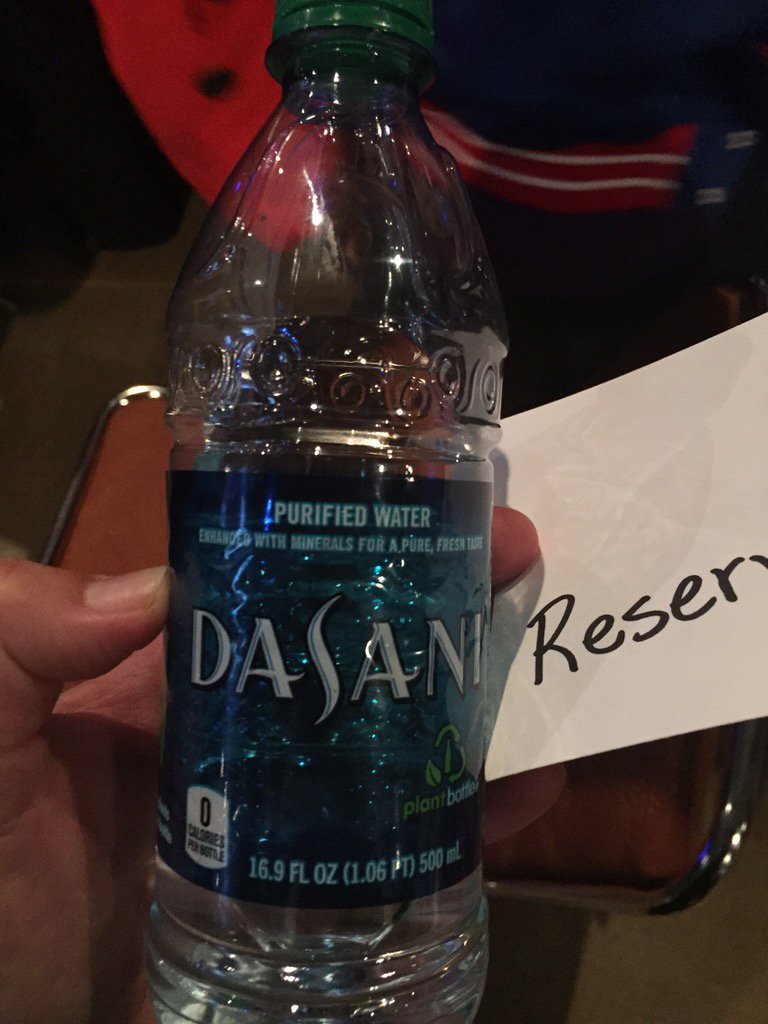 PURIFIED WATER
ENHANCED WITH MINERALS FOR A PURE, FRESH TASTE
DASANI
plantbottle
0
CALORIES
PER BOTTLE
16.9 FL OZ (1.06 PT) 500 mL
Reserv